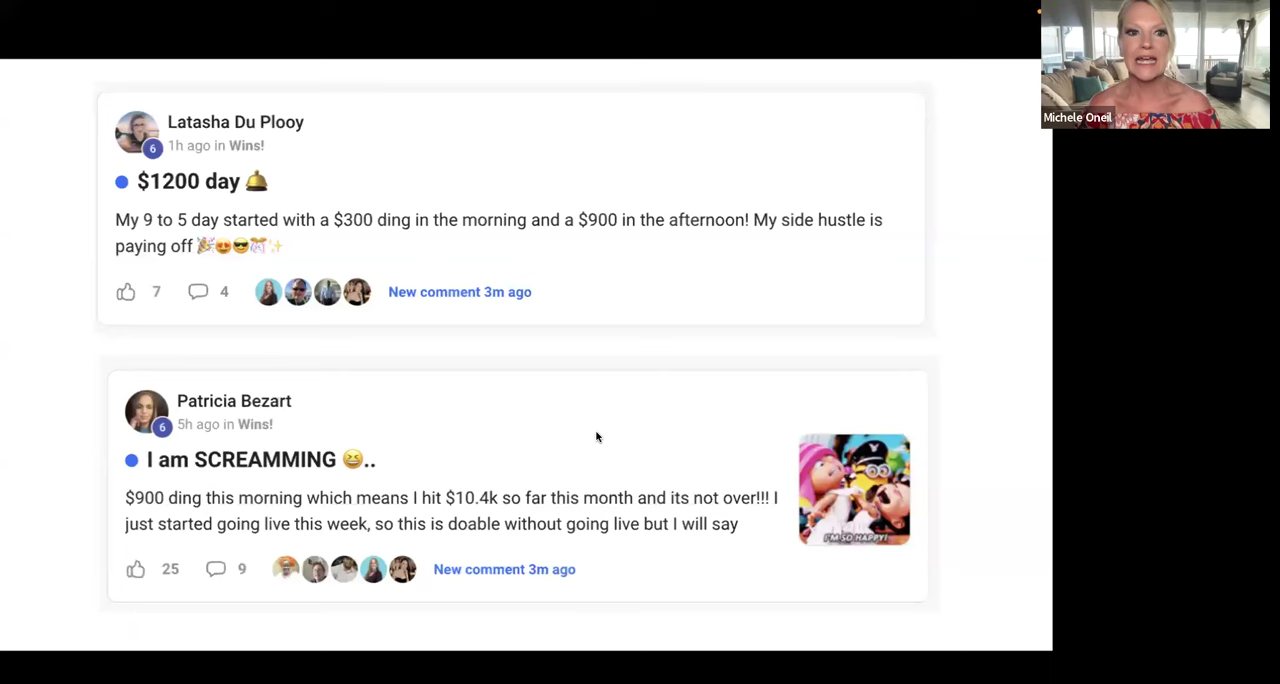 Michele Oneil
Latasha Du Plooy
6
1h ago in Wins!
$1200 day 🛎️
My 9 to 5 day started with a $300 ding in the morning and a $900 in the afternoon! My side hustle is
paying off 🎉😍😎🎊✨
7 4 New comment 3m ago
Patricia Bezart
6
5h ago in Wins!
I am SCREAMMING 😆..
$900 ding this morning which means I hit $10.4k so far this month and its not over!!! I
just started going live this week, so this is doable without going live but I will say
I'M SO HAPPY!
25 9 New comment 3m ago